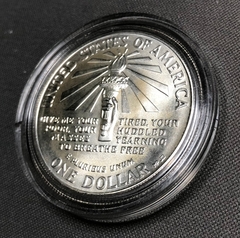 UNITED STATES OF AMERICA
GIVE ME YOUR TIRED, YOUR
POOR, YOUR HUDDLED
MASSES YEARNING
TO BREATHE FREE
E PLURIBUS UNUM
ONE DOLLAR